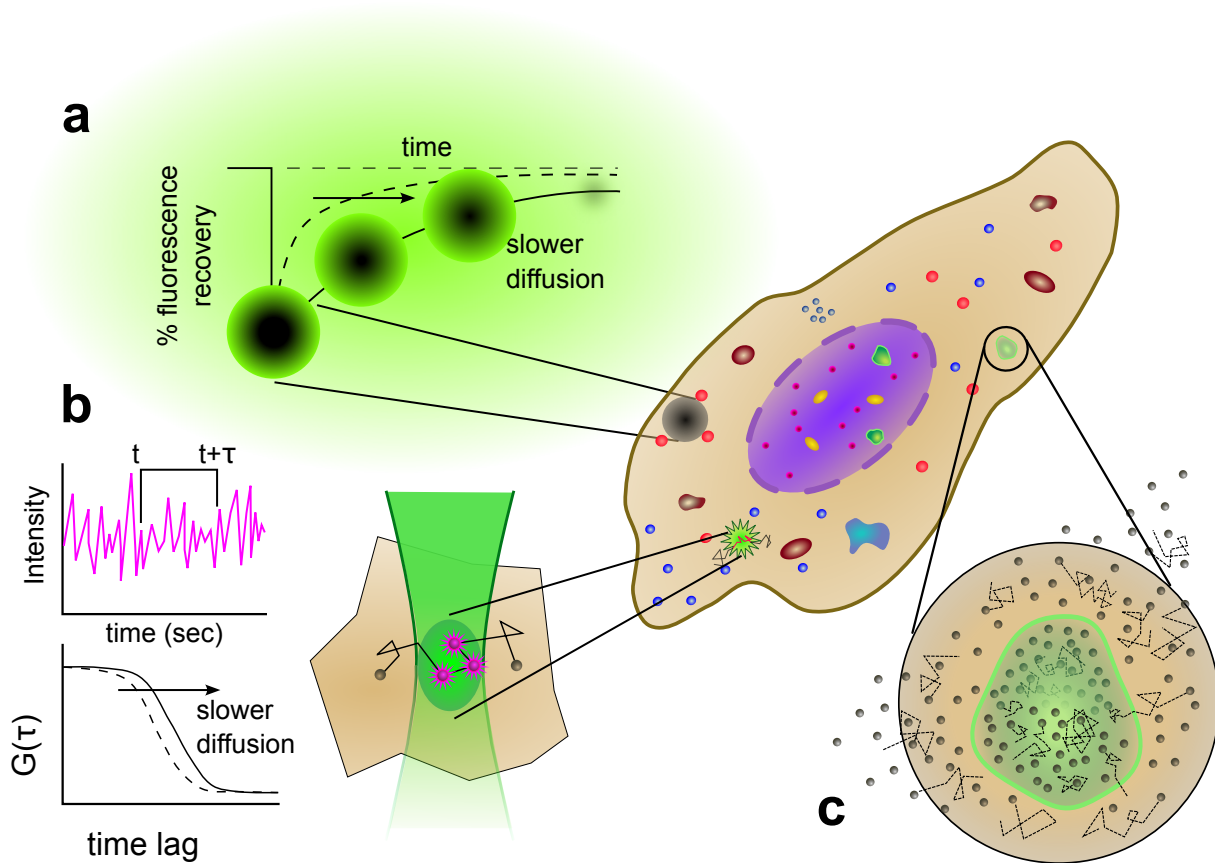 a
time
% fluorescence
recovery
slower
diffusion
b
t
t+τ
Intensity
time (sec)
G(τ)
slower
diffusion
time lag
c